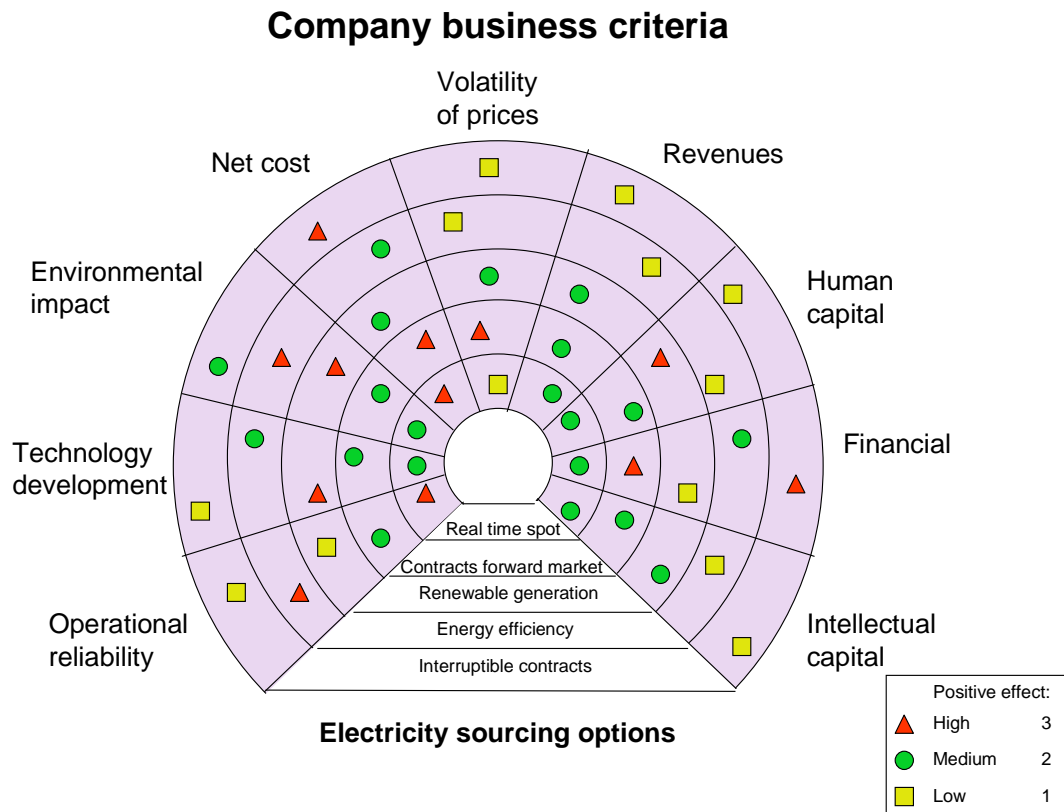 Company business criteria
Volatility
of prices
Net cost
Revenues
Environmental
impact
Human
capital
Technology
development
Financial
Operational
reliability
Intellectual
capital
Real time spot
Contracts forward market
Renewable generation
Energy efficiency
Interruptible contracts
Electricity sourcing options
Positive effect:
High 3
Medium 2
Low 1